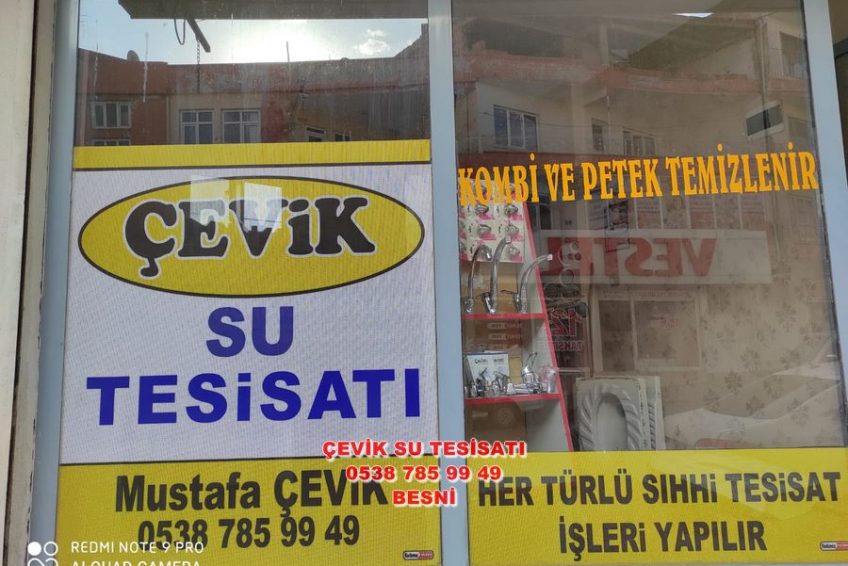 ÇEVİK
SU
TESİSATI
Mustafa ÇEVİK
0538 785 99 49
KOMBİ VE PETEK TEMİZLENİR
VESTEL
HER TÜRLÜ SIHHİ TESİSAT
İŞLERİ YAPILIR
ÇEVİK SU TESİSATI
0538 785 99 49
BESNİ
REDMI NOTE 9 PRO
AI QUAD CAMERA